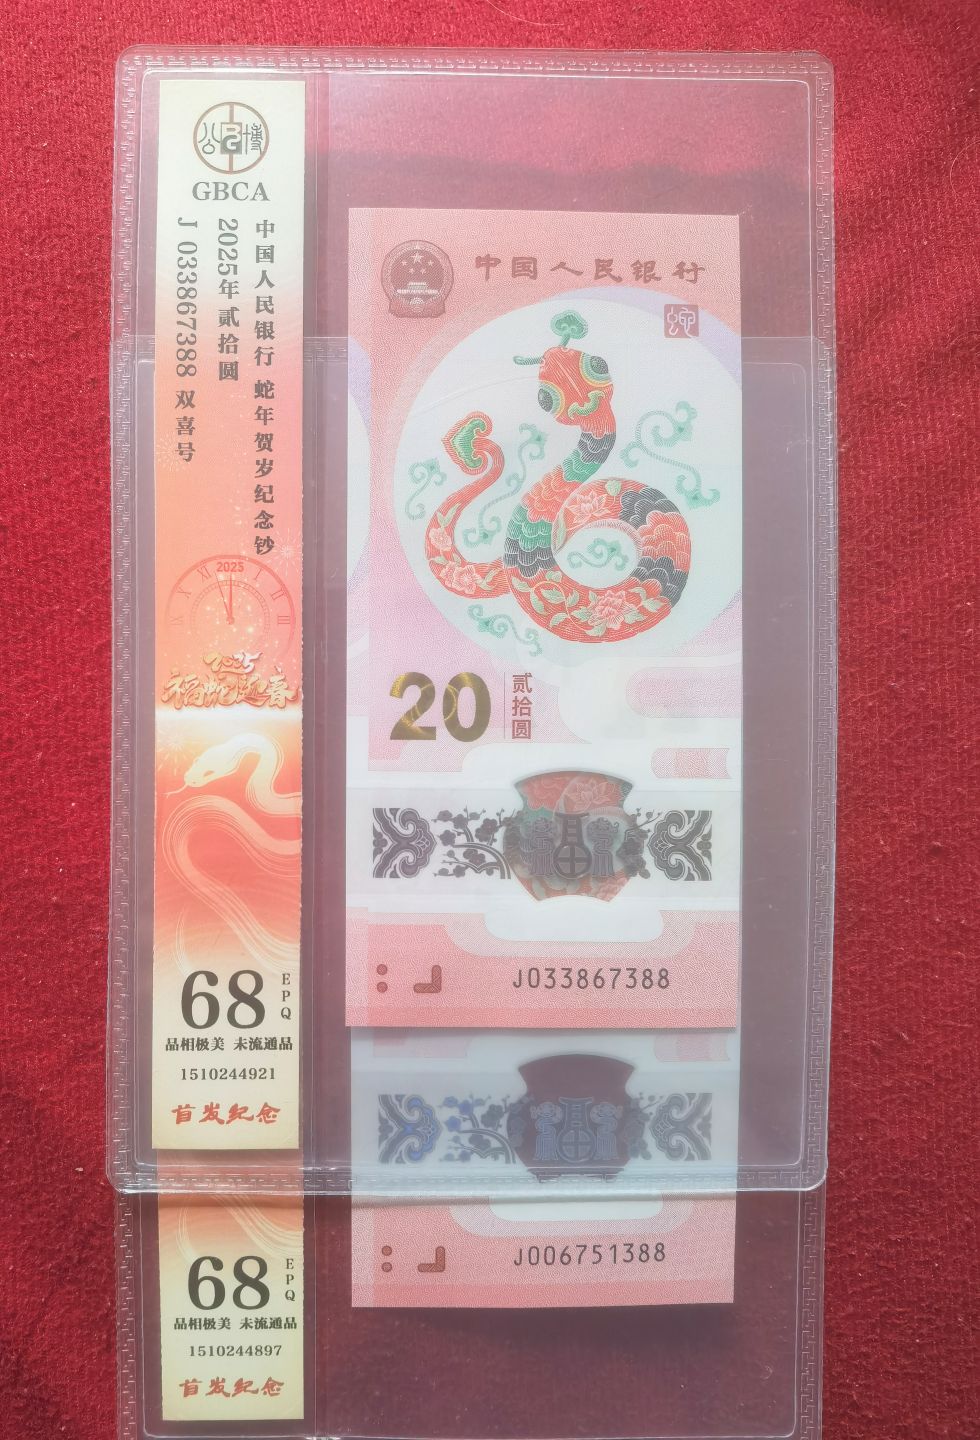 公 博
GBCA
中国人民银行 蛇年贺岁纪念钞
2025年贰拾圆
J 033867388 双喜号
2025
2025
福蛇迎春
68
EPQ
品相极美 未流通品
1510244921
首发纪念
中国人民银行
20
贰拾圆
J033867388
68
EPQ
品相极美 未流通品
1510244897
首发纪念
J006751388